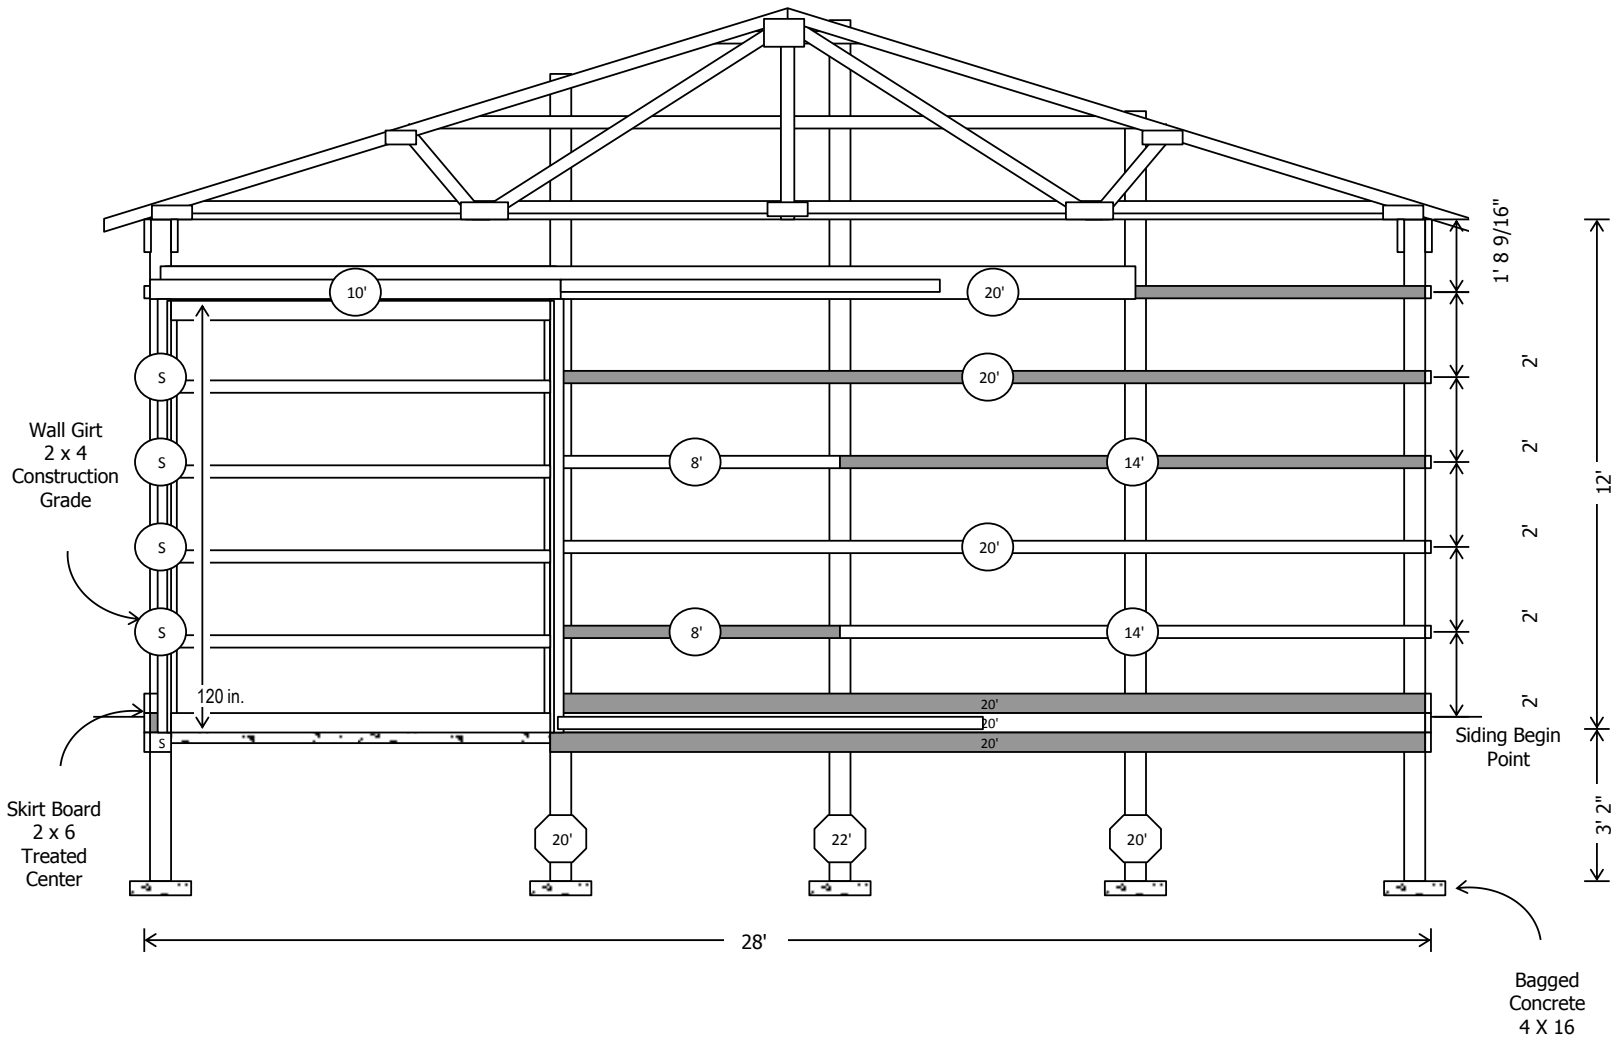 1' 8 9/16"
10'
20'
S
20'
2'
Wall Girt
2 x 4
Construction
Grade
S
8'
14'
2'
12'
S
20'
2'
S
8'
14'
2'
120 in.
20'
2'
20'
S
20'
Siding Begin
Point
Skirt Board
2 x 6
Treated
Center
20'
22'
20'
3' 2"
28'
Bagged
Concrete
4 X 16